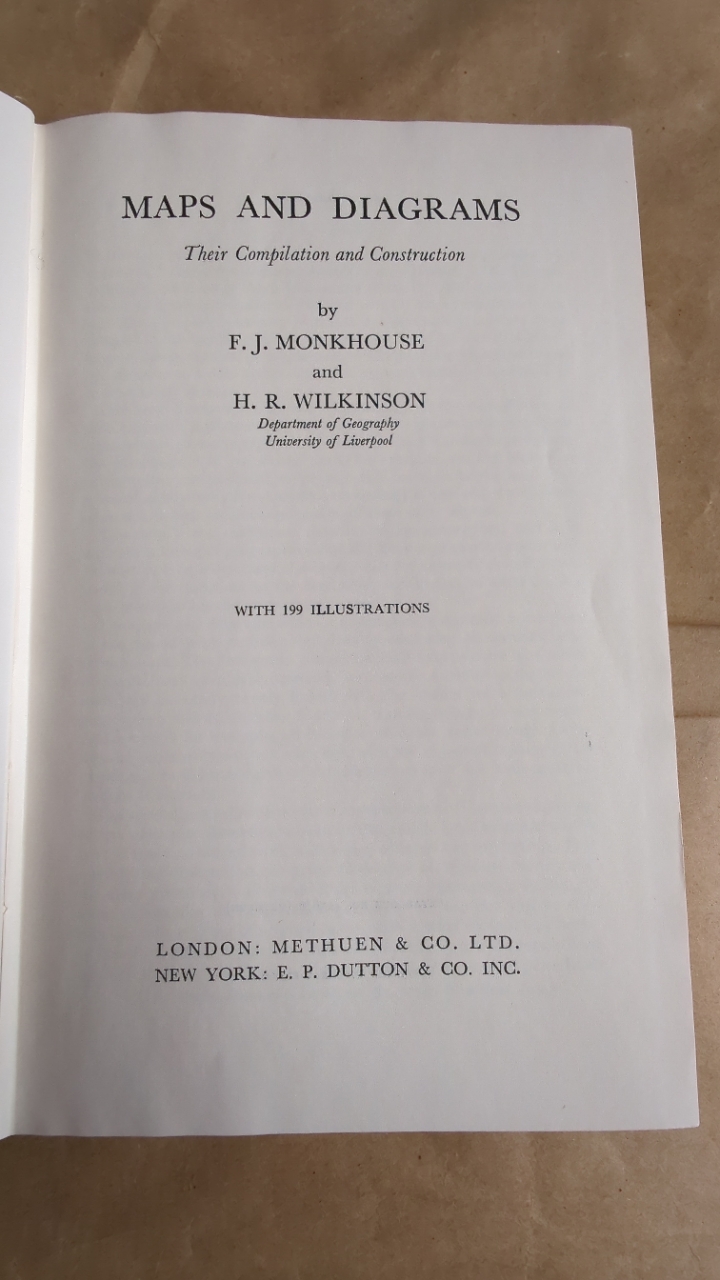 MAPS AND DIAGRAMS
Their Compilation and Construction
by
F. J. MONKHOUSE
and
H. R. WILKINSON
Department of Geography
University of Liverpool
WITH 199 ILLUSTRATIONS
LONDON: METHUEN & CO. LTD.
NEW YORK: E. P. DUTTON & CO. INC.